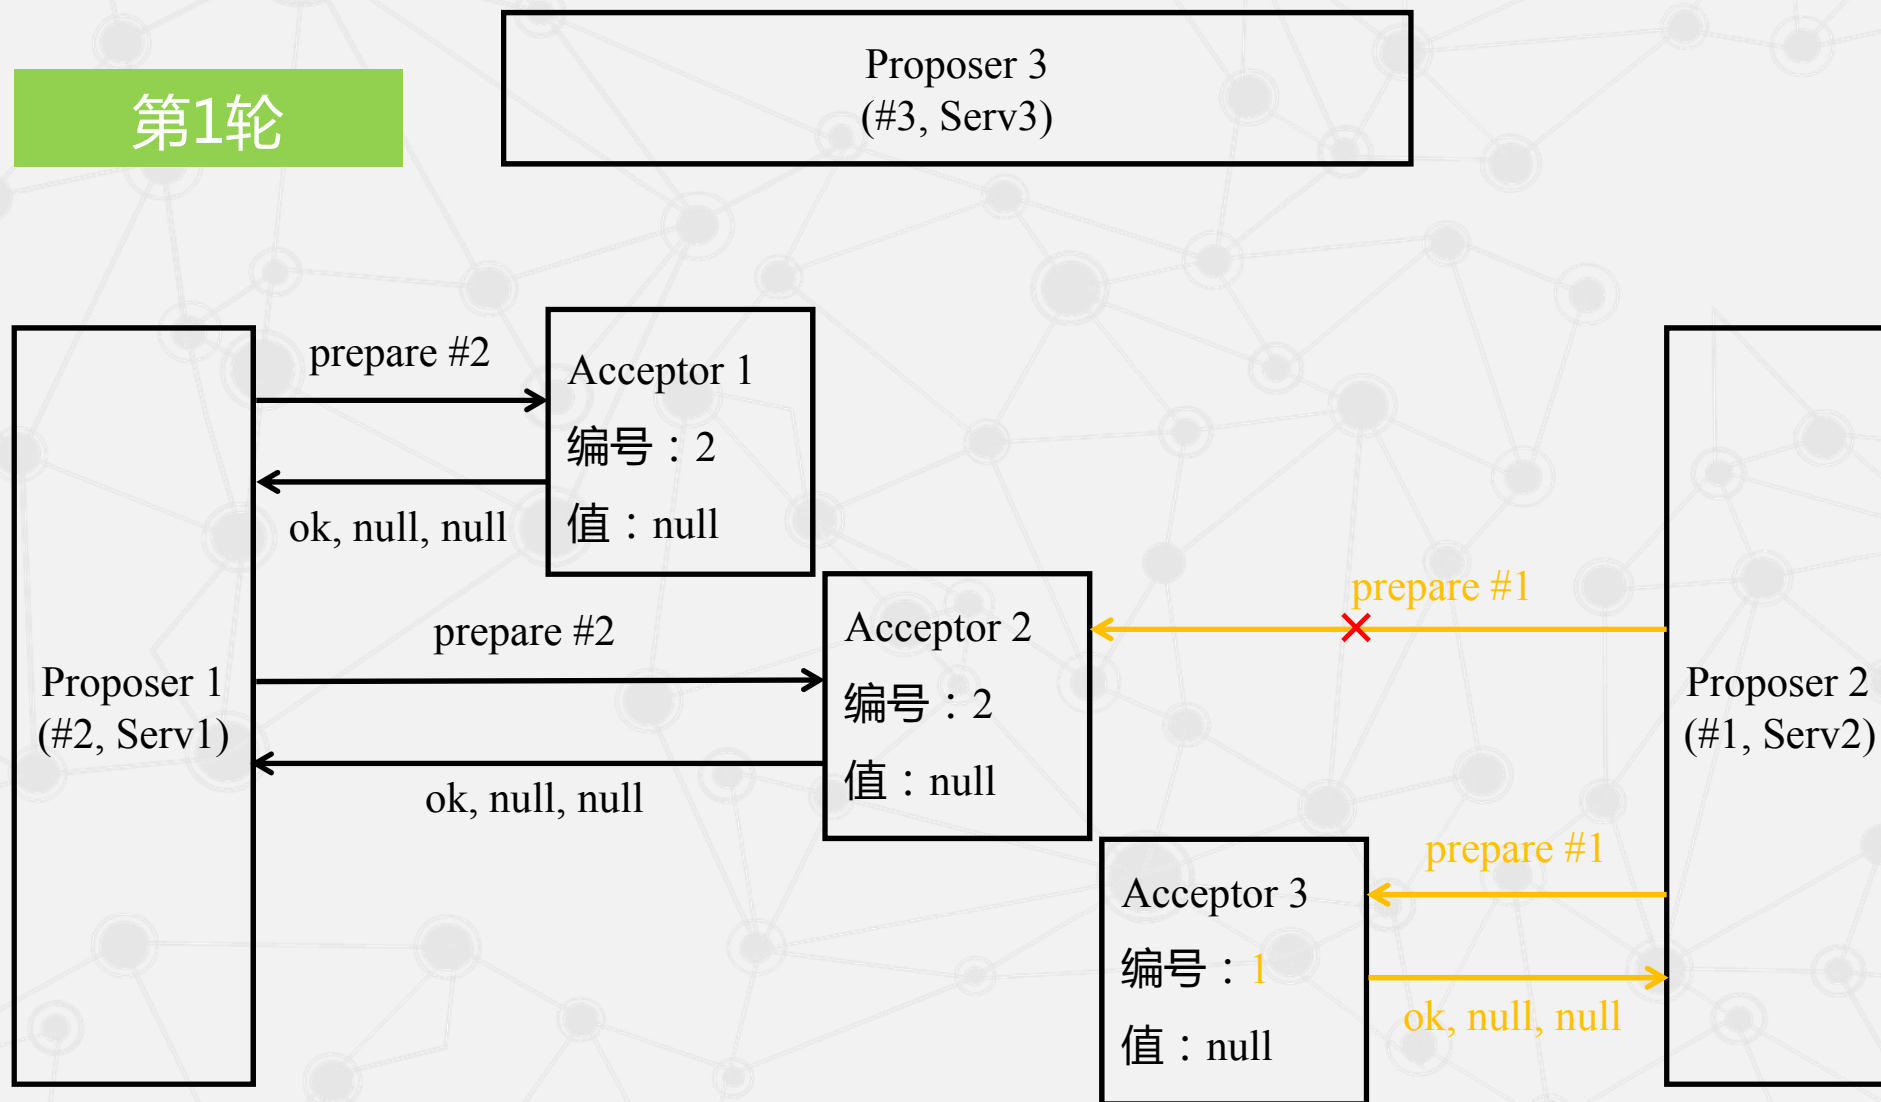 第1轮
Proposer 3
(#3, Serv3)
prepare #2
Acceptor 1
编号：2
值：null
ok, null, null
prepare #2
Acceptor 2
编号：2
值：null
ok, null, null
prepare #1
Proposer 1
(#2, Serv1)
Proposer 2
(#1, Serv2)
prepare #1
Acceptor 3
编号：1
值：null
ok, null, null